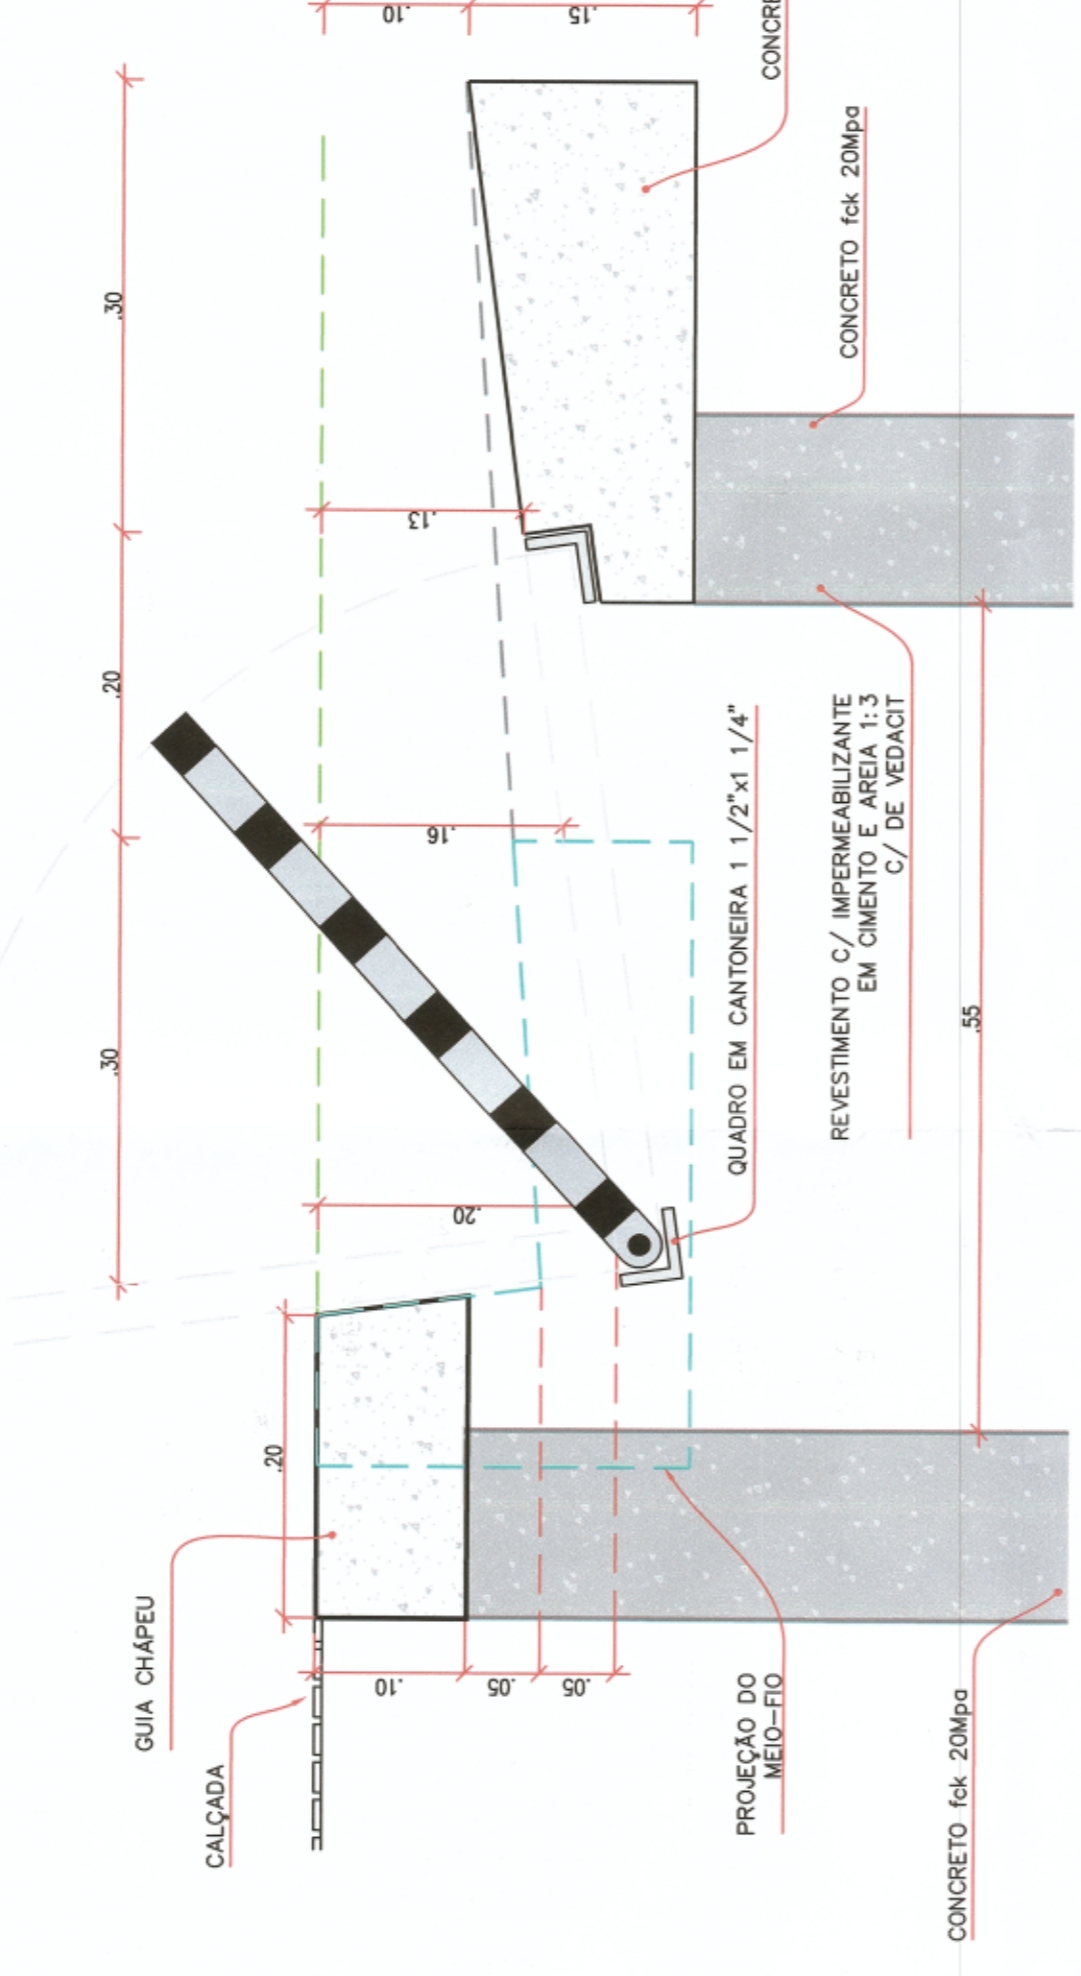 .10
.15
CONCRE
.30
CONCRETO fck 20Mpa
.13
.20
.16
QUADRO EM CANTONEIRA 1 1/2"x1 1/4"
REVESTIMENTO C/ IMPERMEABILIZANTE
EM CIMENTO E AREIA 1:3
C/ DE VEDACIT
.30
.55
.20
.20
GUIA CHÁPEU
CALÇADA
.10
.05
.05
PROJEÇÃO DO
MEIO-FIO
CONCRETO fck 20Mpa